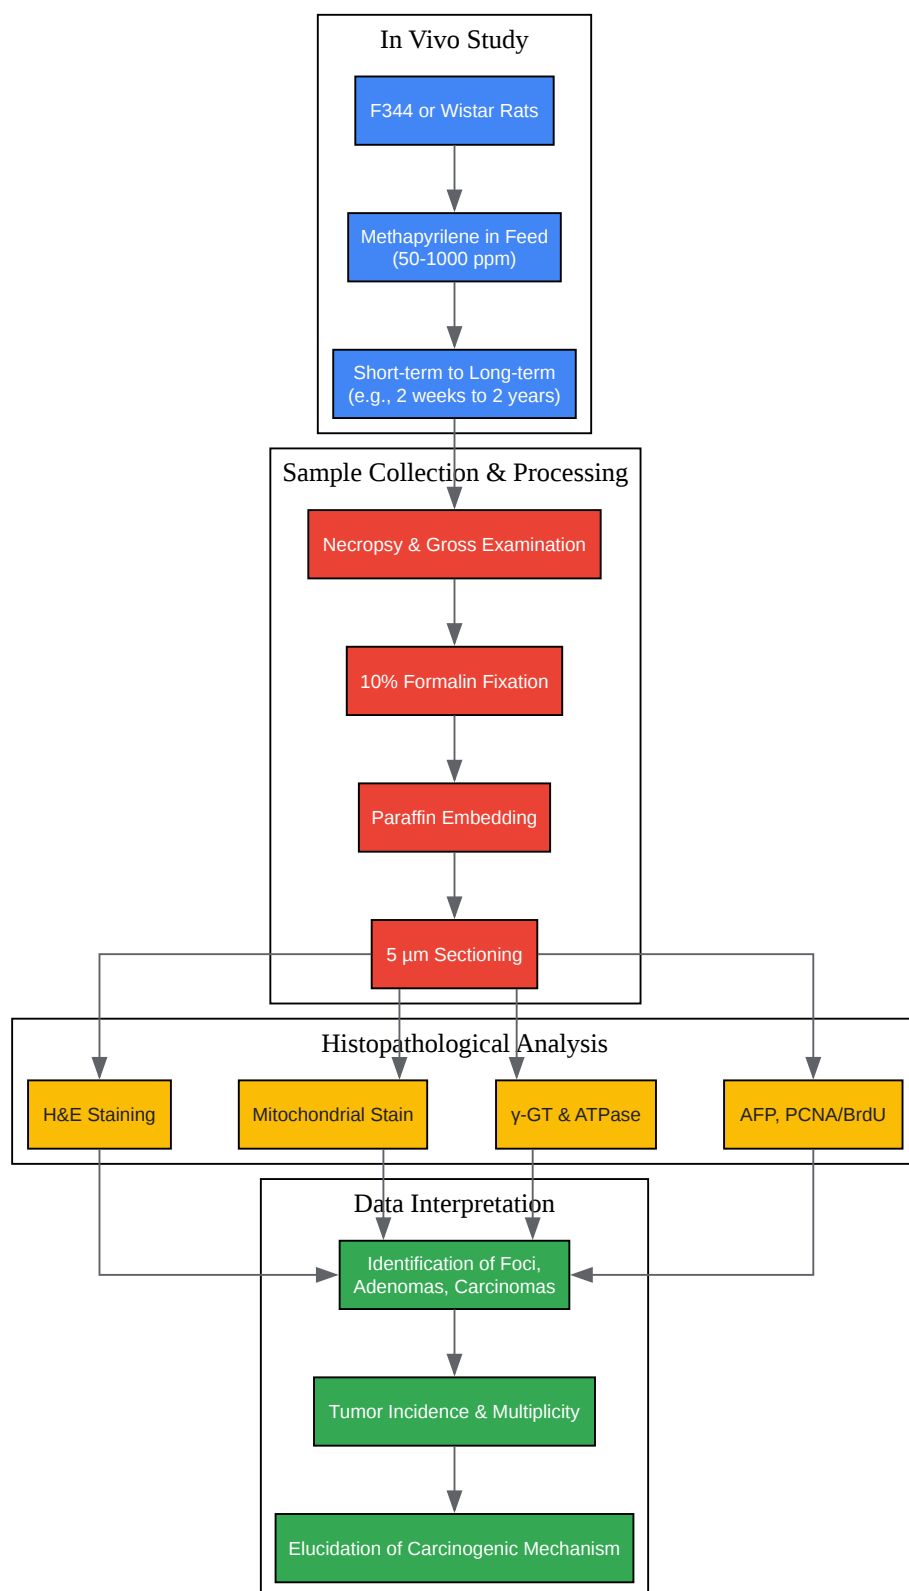 In Vivo Study
F344 or Wistar Rats
Methapyrilene in Feed
(50-1000 ppm)
Short-term to Long-term
(e.g., 2 weeks to 2 years)
Sample Collection & Processing
Necropsy & Gross Examination
10% Formalin Fixation
Paraffin Embedding
5 µm Sectioning
Histopathological Analysis
H&E Staining
Mitochondrial Stain
γ-GT & ATPase
AFP, PCNA/BrdU
Data Interpretation
Identification of Foci,
Adenomas, Carcinomas
Tumor Incidence & Multiplicity
Elucidation of Carcinogenic Mechanism